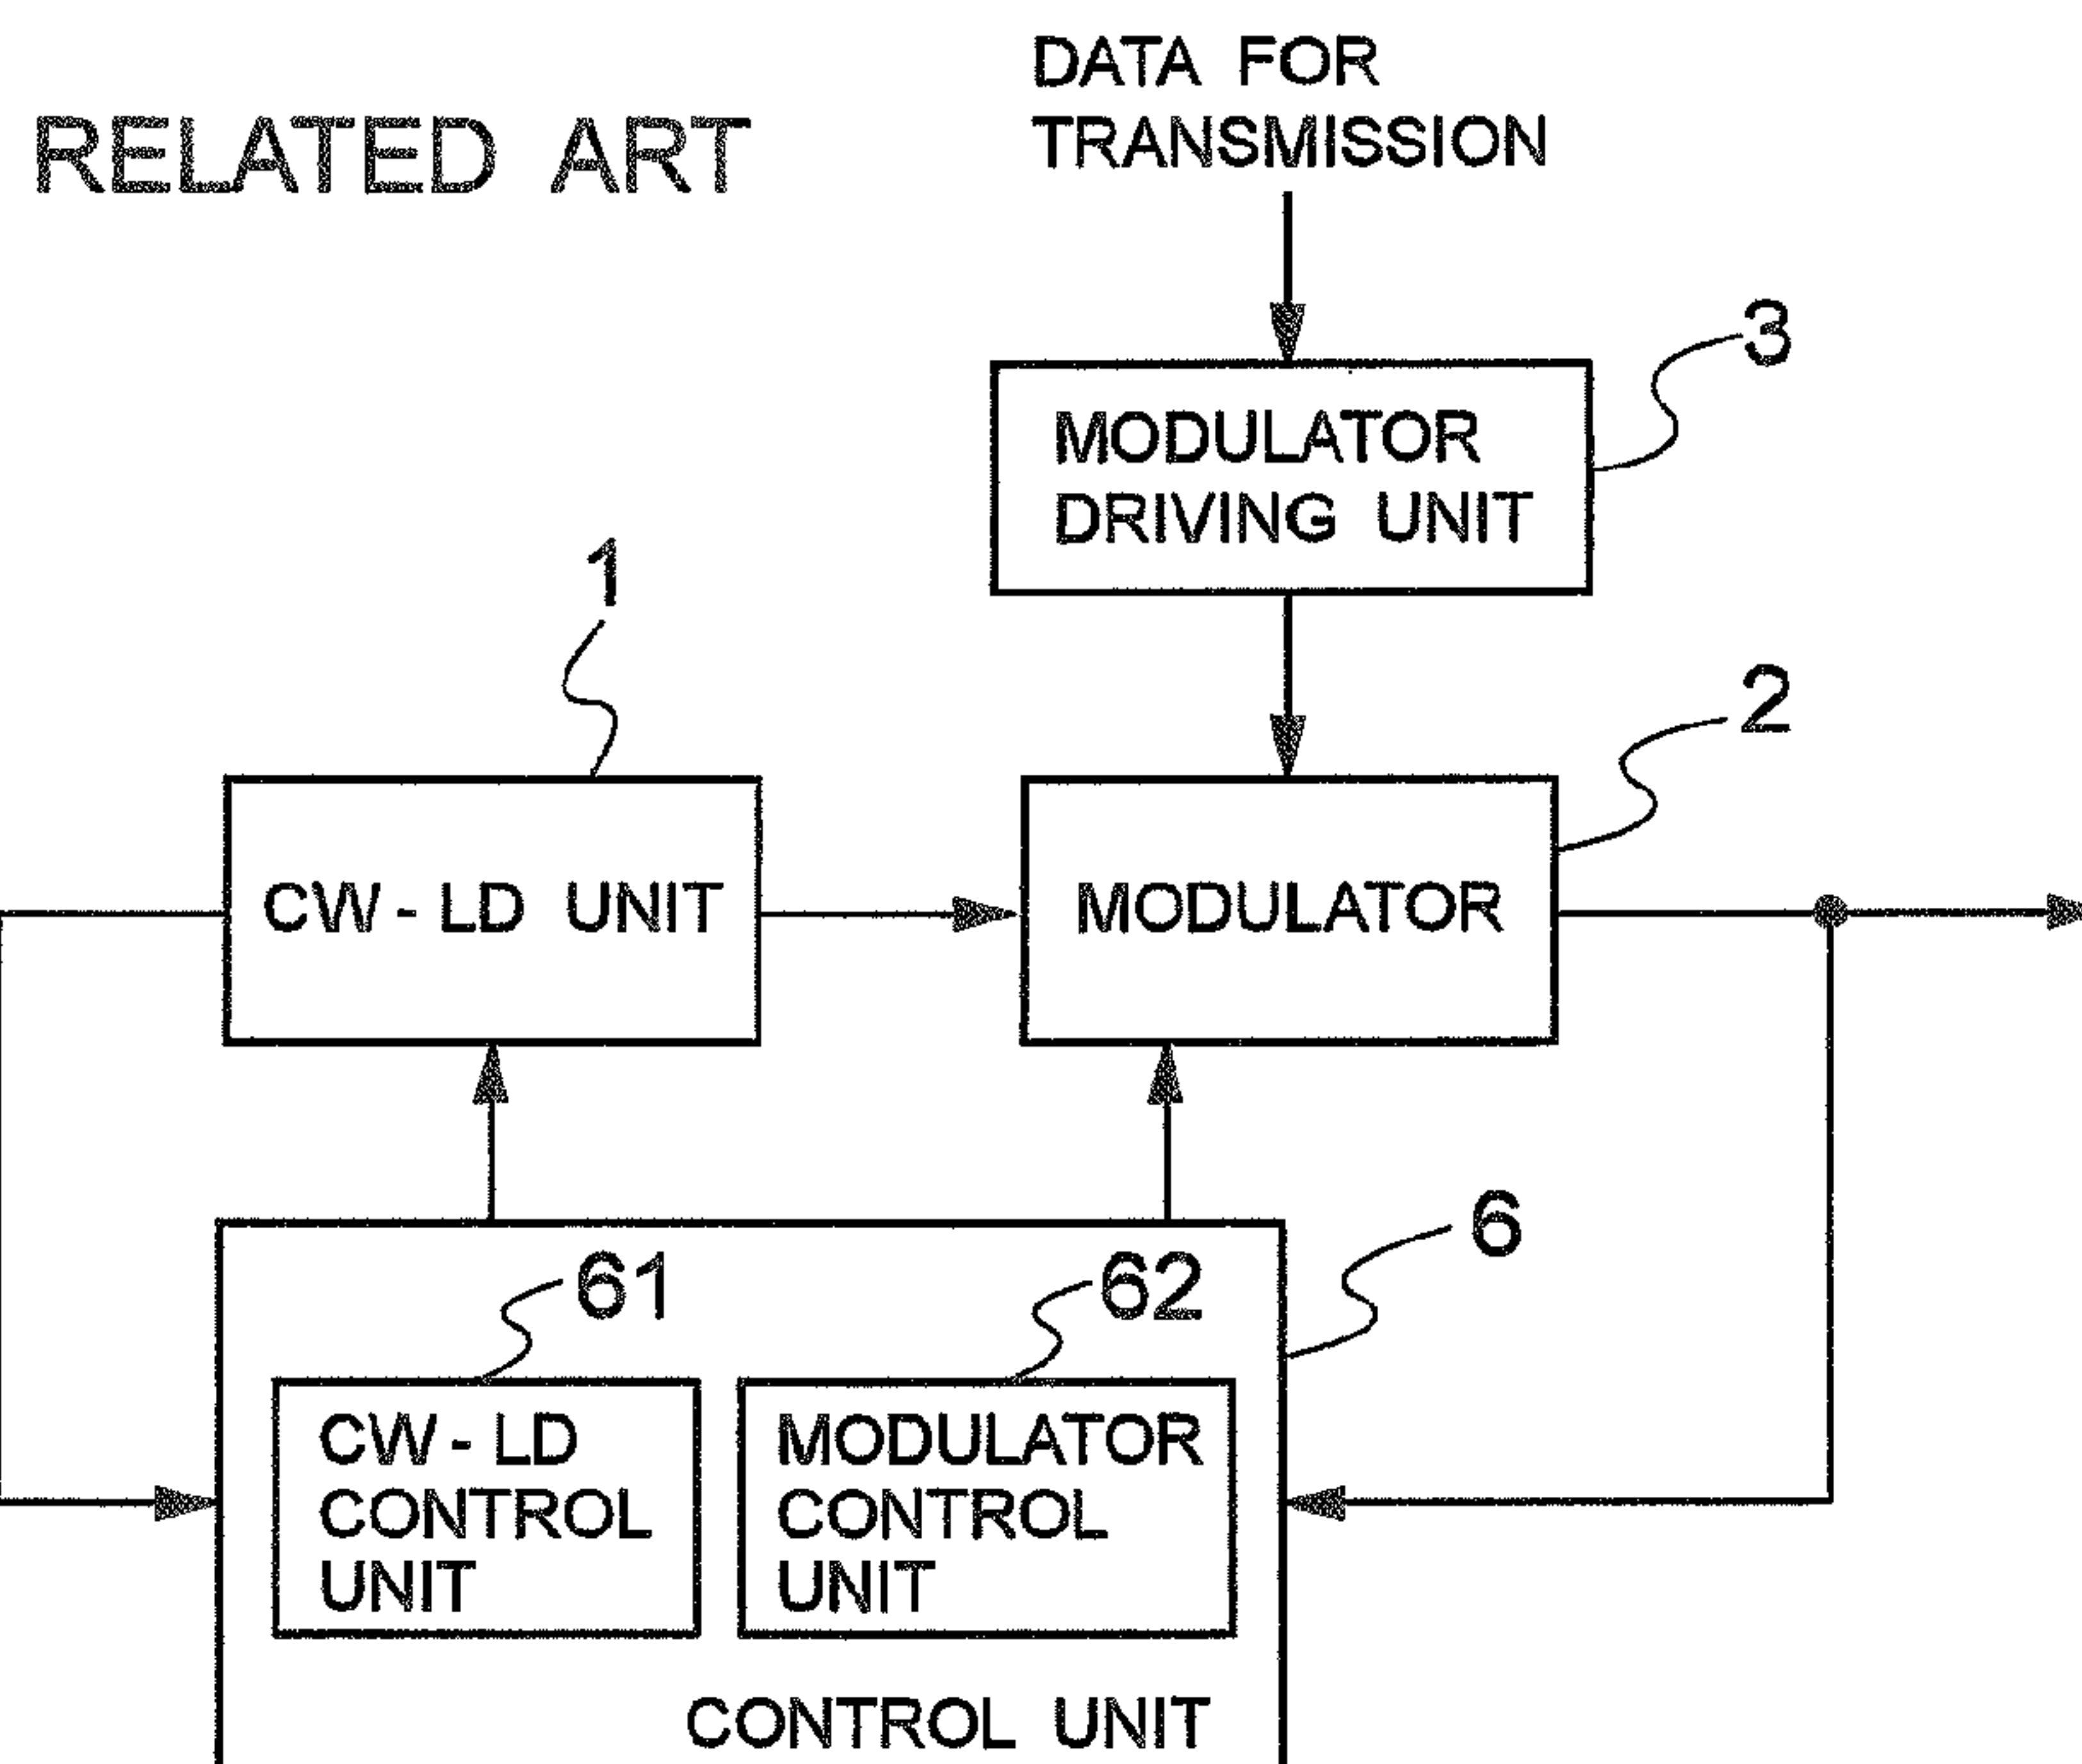 DATA FOR
TRANSMISSION
RELATED ART
3
MODULATOR
DRIVING UNIT
1
2
CW-LD UNIT
MODULATOR
6
61
62
CW-LD
CONTROL
UNIT
MODULATOR
CONTROL
UNIT
CONTROL UNIT